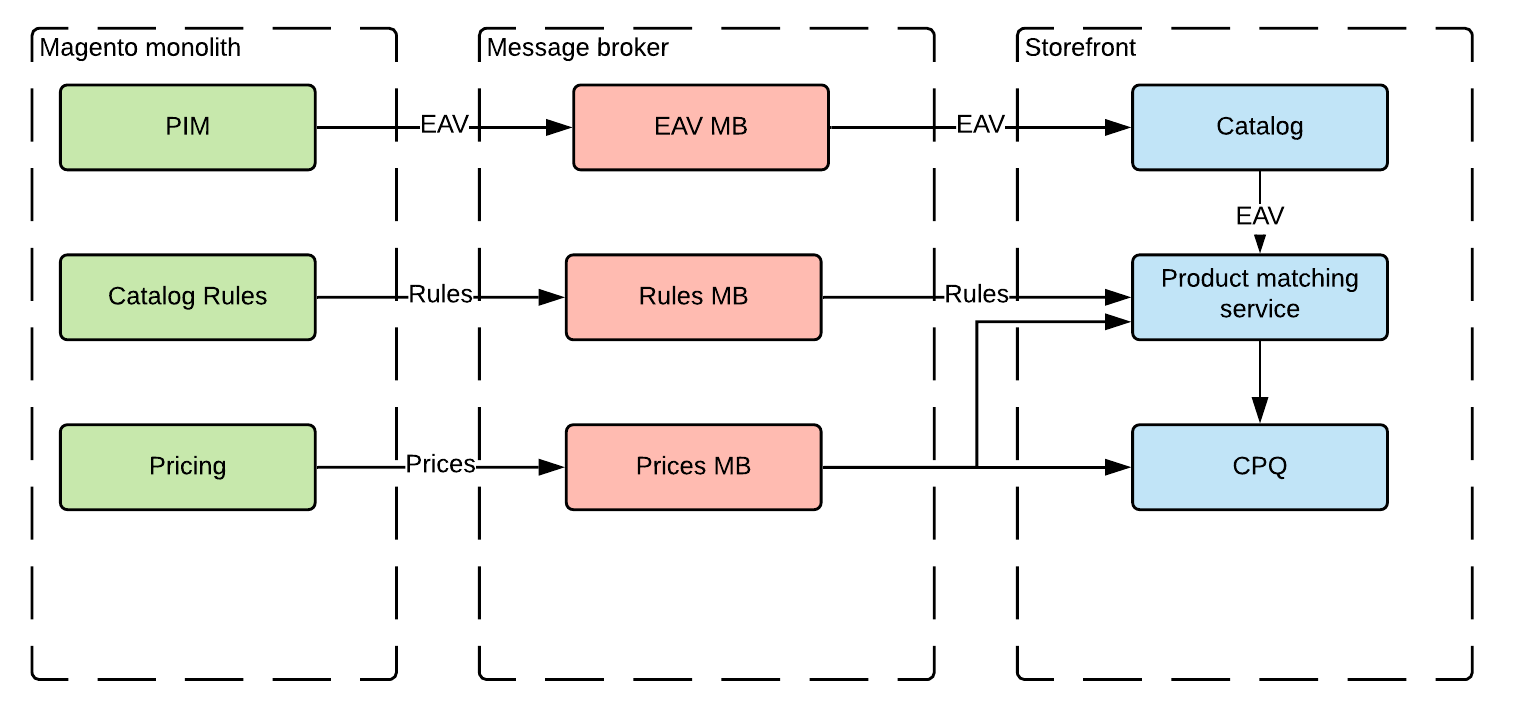 Magento monolith
Message broker
Storefront
PIM
EAV
EAV MB
EAV
Catalog
EAV
Catalog Rules
Rules
Rules MB
Rules
Product matching
service
Pricing
Prices
Prices MB
CPQ